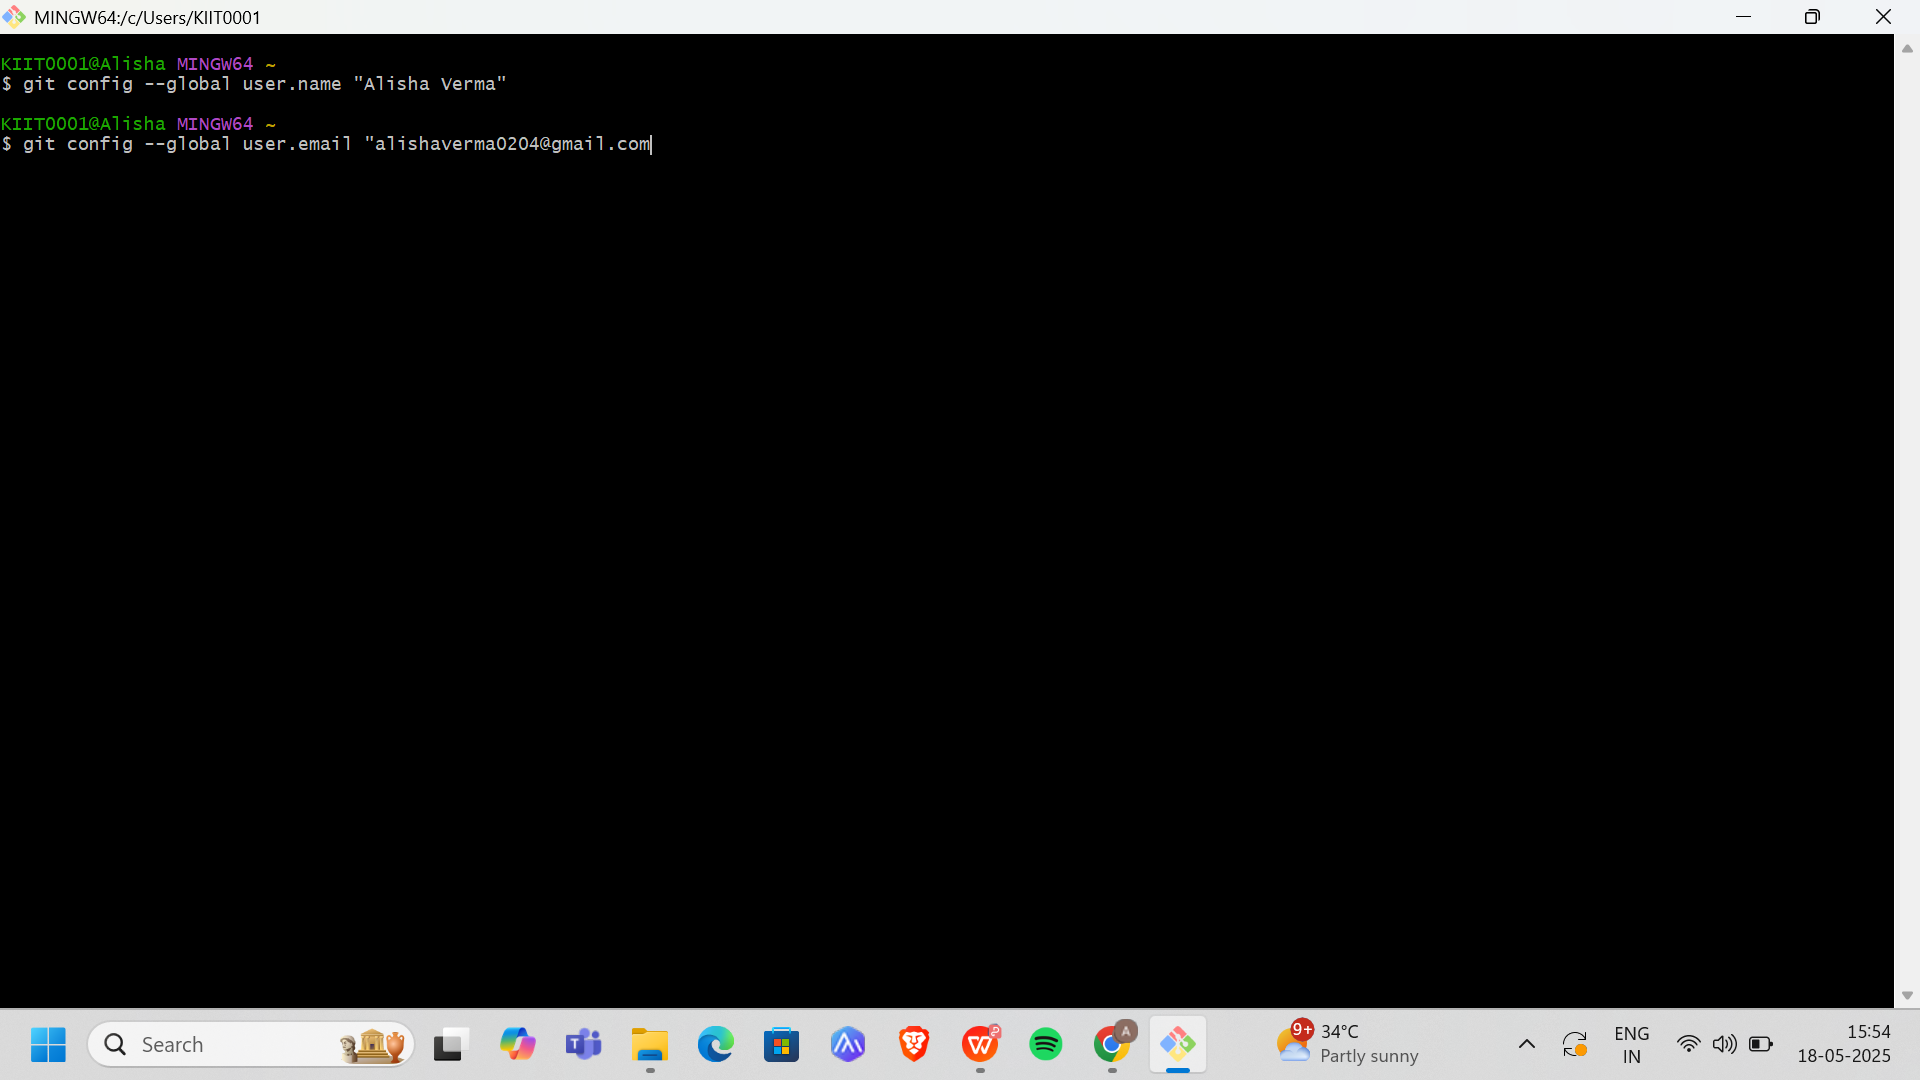 MINGW64:/c/Users/KIIT0001
KIIT0001@Alisha MINGW64 ~
$ git config --global user.name "Alisha Verma"
KIIT0001@Alisha MINGW64 ~
$ git config --global user.email "alishaverma0204@gmail.com
Search
T
W
P
A
9+
34°C
Partly sunny
ENG
IN
15:54
18-05-2025